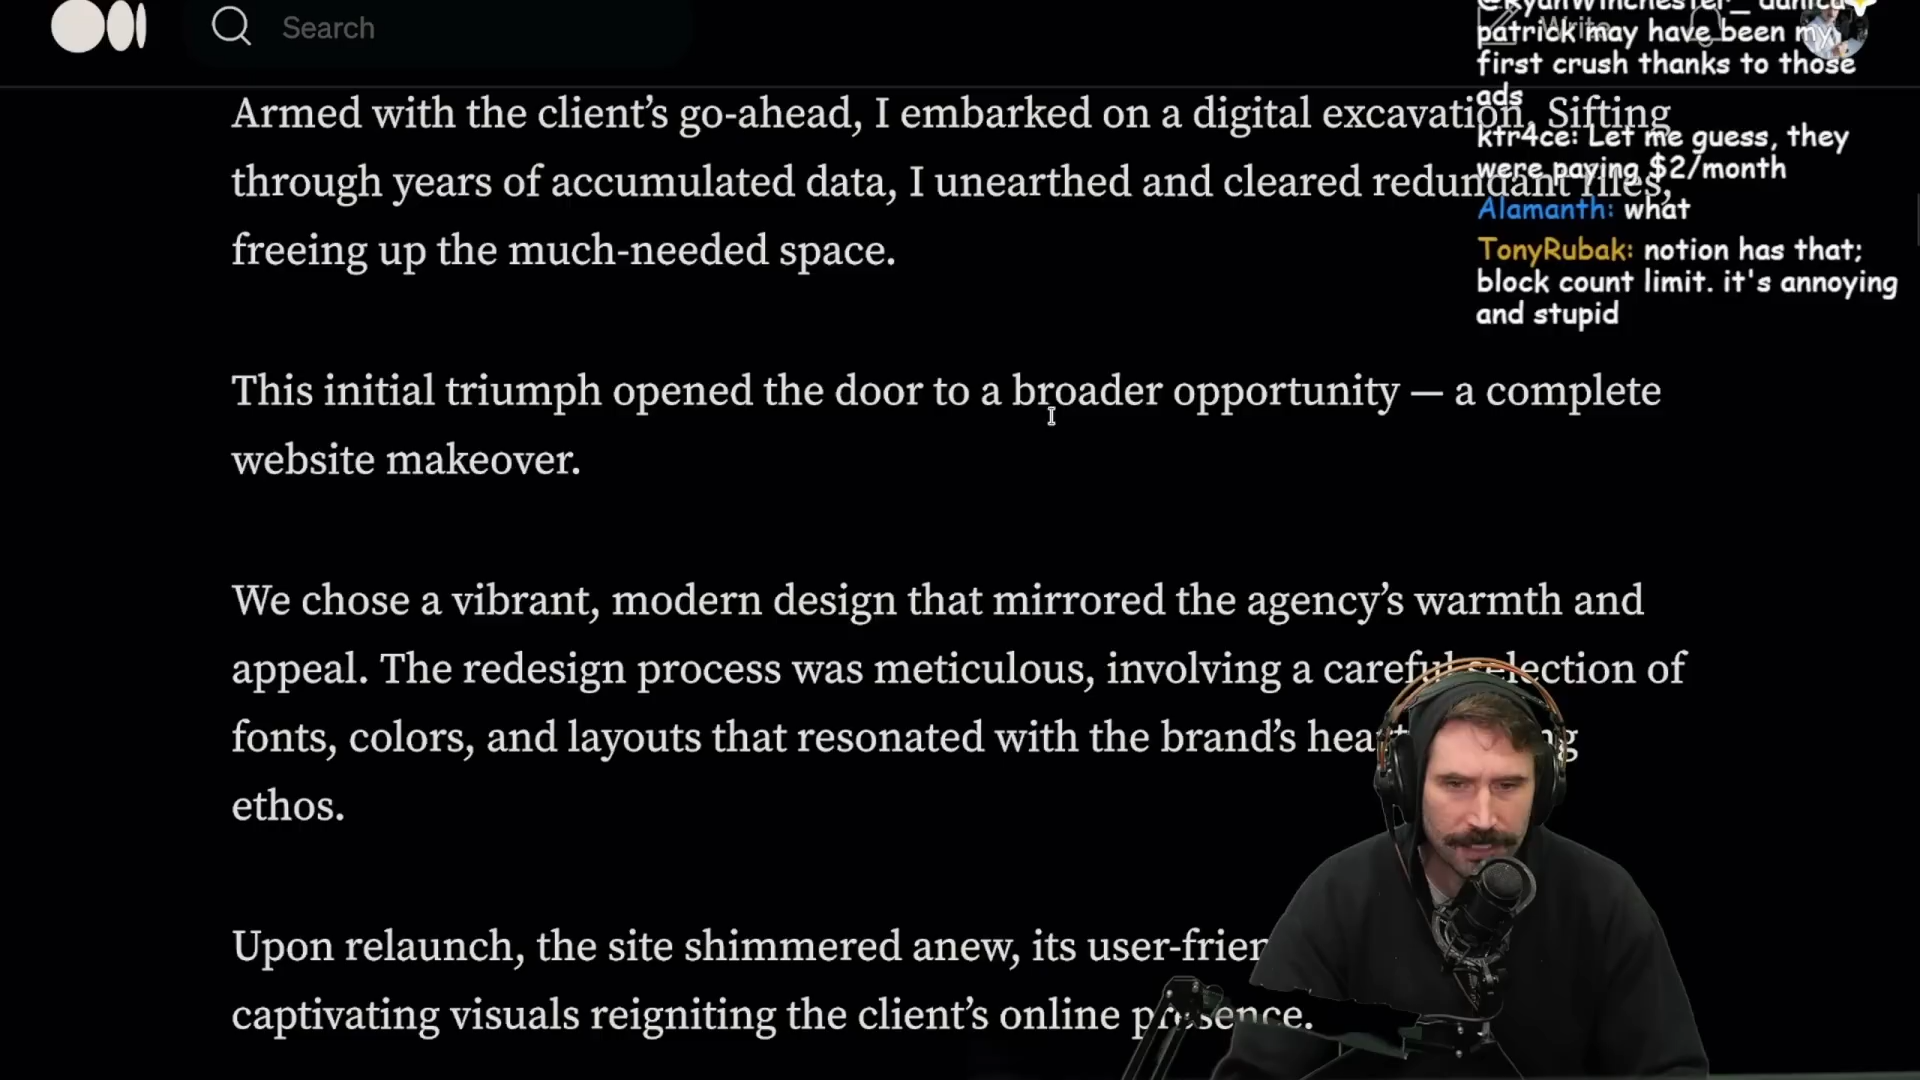 Search
Write
@RyanWinchester_ danica
patrick may have been my
first crush thanks to those
ads
ktr4ce: Let me guess, they
were paying $2/month
Alamanth: what
TonyRubak: notion has that;
block count limit. it's annoying
and stupid
Armed with the client’s go-ahead, I embarked on a digital excavation. Sifting
through years of accumulated data, I unearthed and cleared redundant files,
freeing up the much-needed space.
This initial triumph opened the door to a broader opportunity — a complete
website makeover.
We chose a vibrant, modern design that mirrored the agency’s warmth and
appeal. The redesign process was meticulous, involving a careful selection of
fonts, colors, and layouts that resonated with the brand’s
ethos.
Upon relaunch, the site shimmered anew, its
captivating visuals reigniting the client’s online presence.